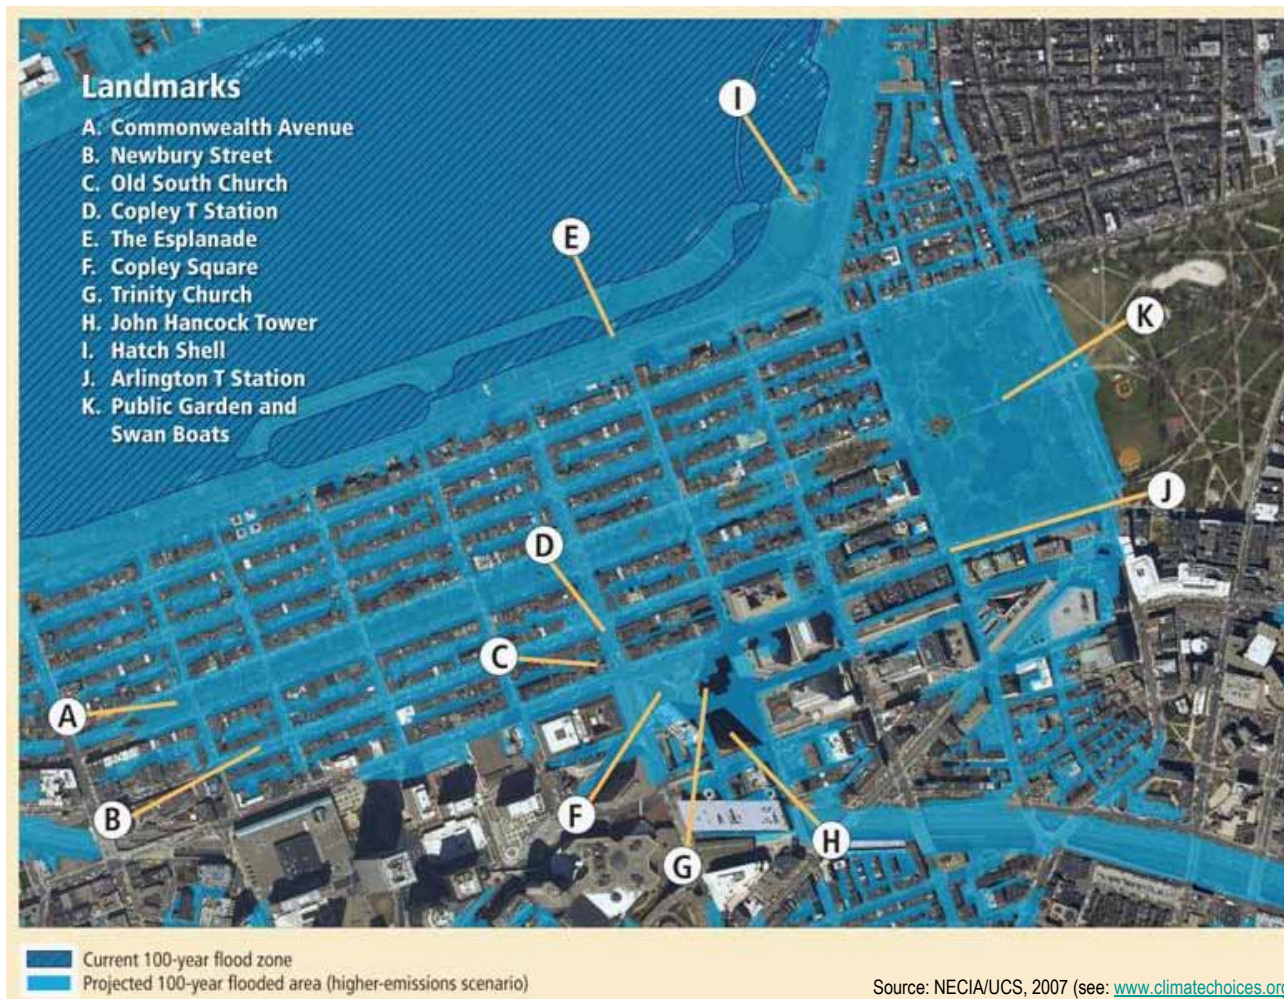 Landmarks
A. Commonwealth Avenue
B. Newbury Street
C. Old South Church
D. Copley T Station
E. The Esplanade
F. Copley Square
G. Trinity Church
H. John Hancock Tower
I. Hatch Shell
J. Arlington T Station
K. Public Garden and
Swan Boats
I
E
K
J
D
C
A
B
F
G
H
Current 100-year flood zone
Projected 100-year flooded area (higher-emissions scenario)
Source: NECIA/UCS, 2007 (see: www.climatechoices.or